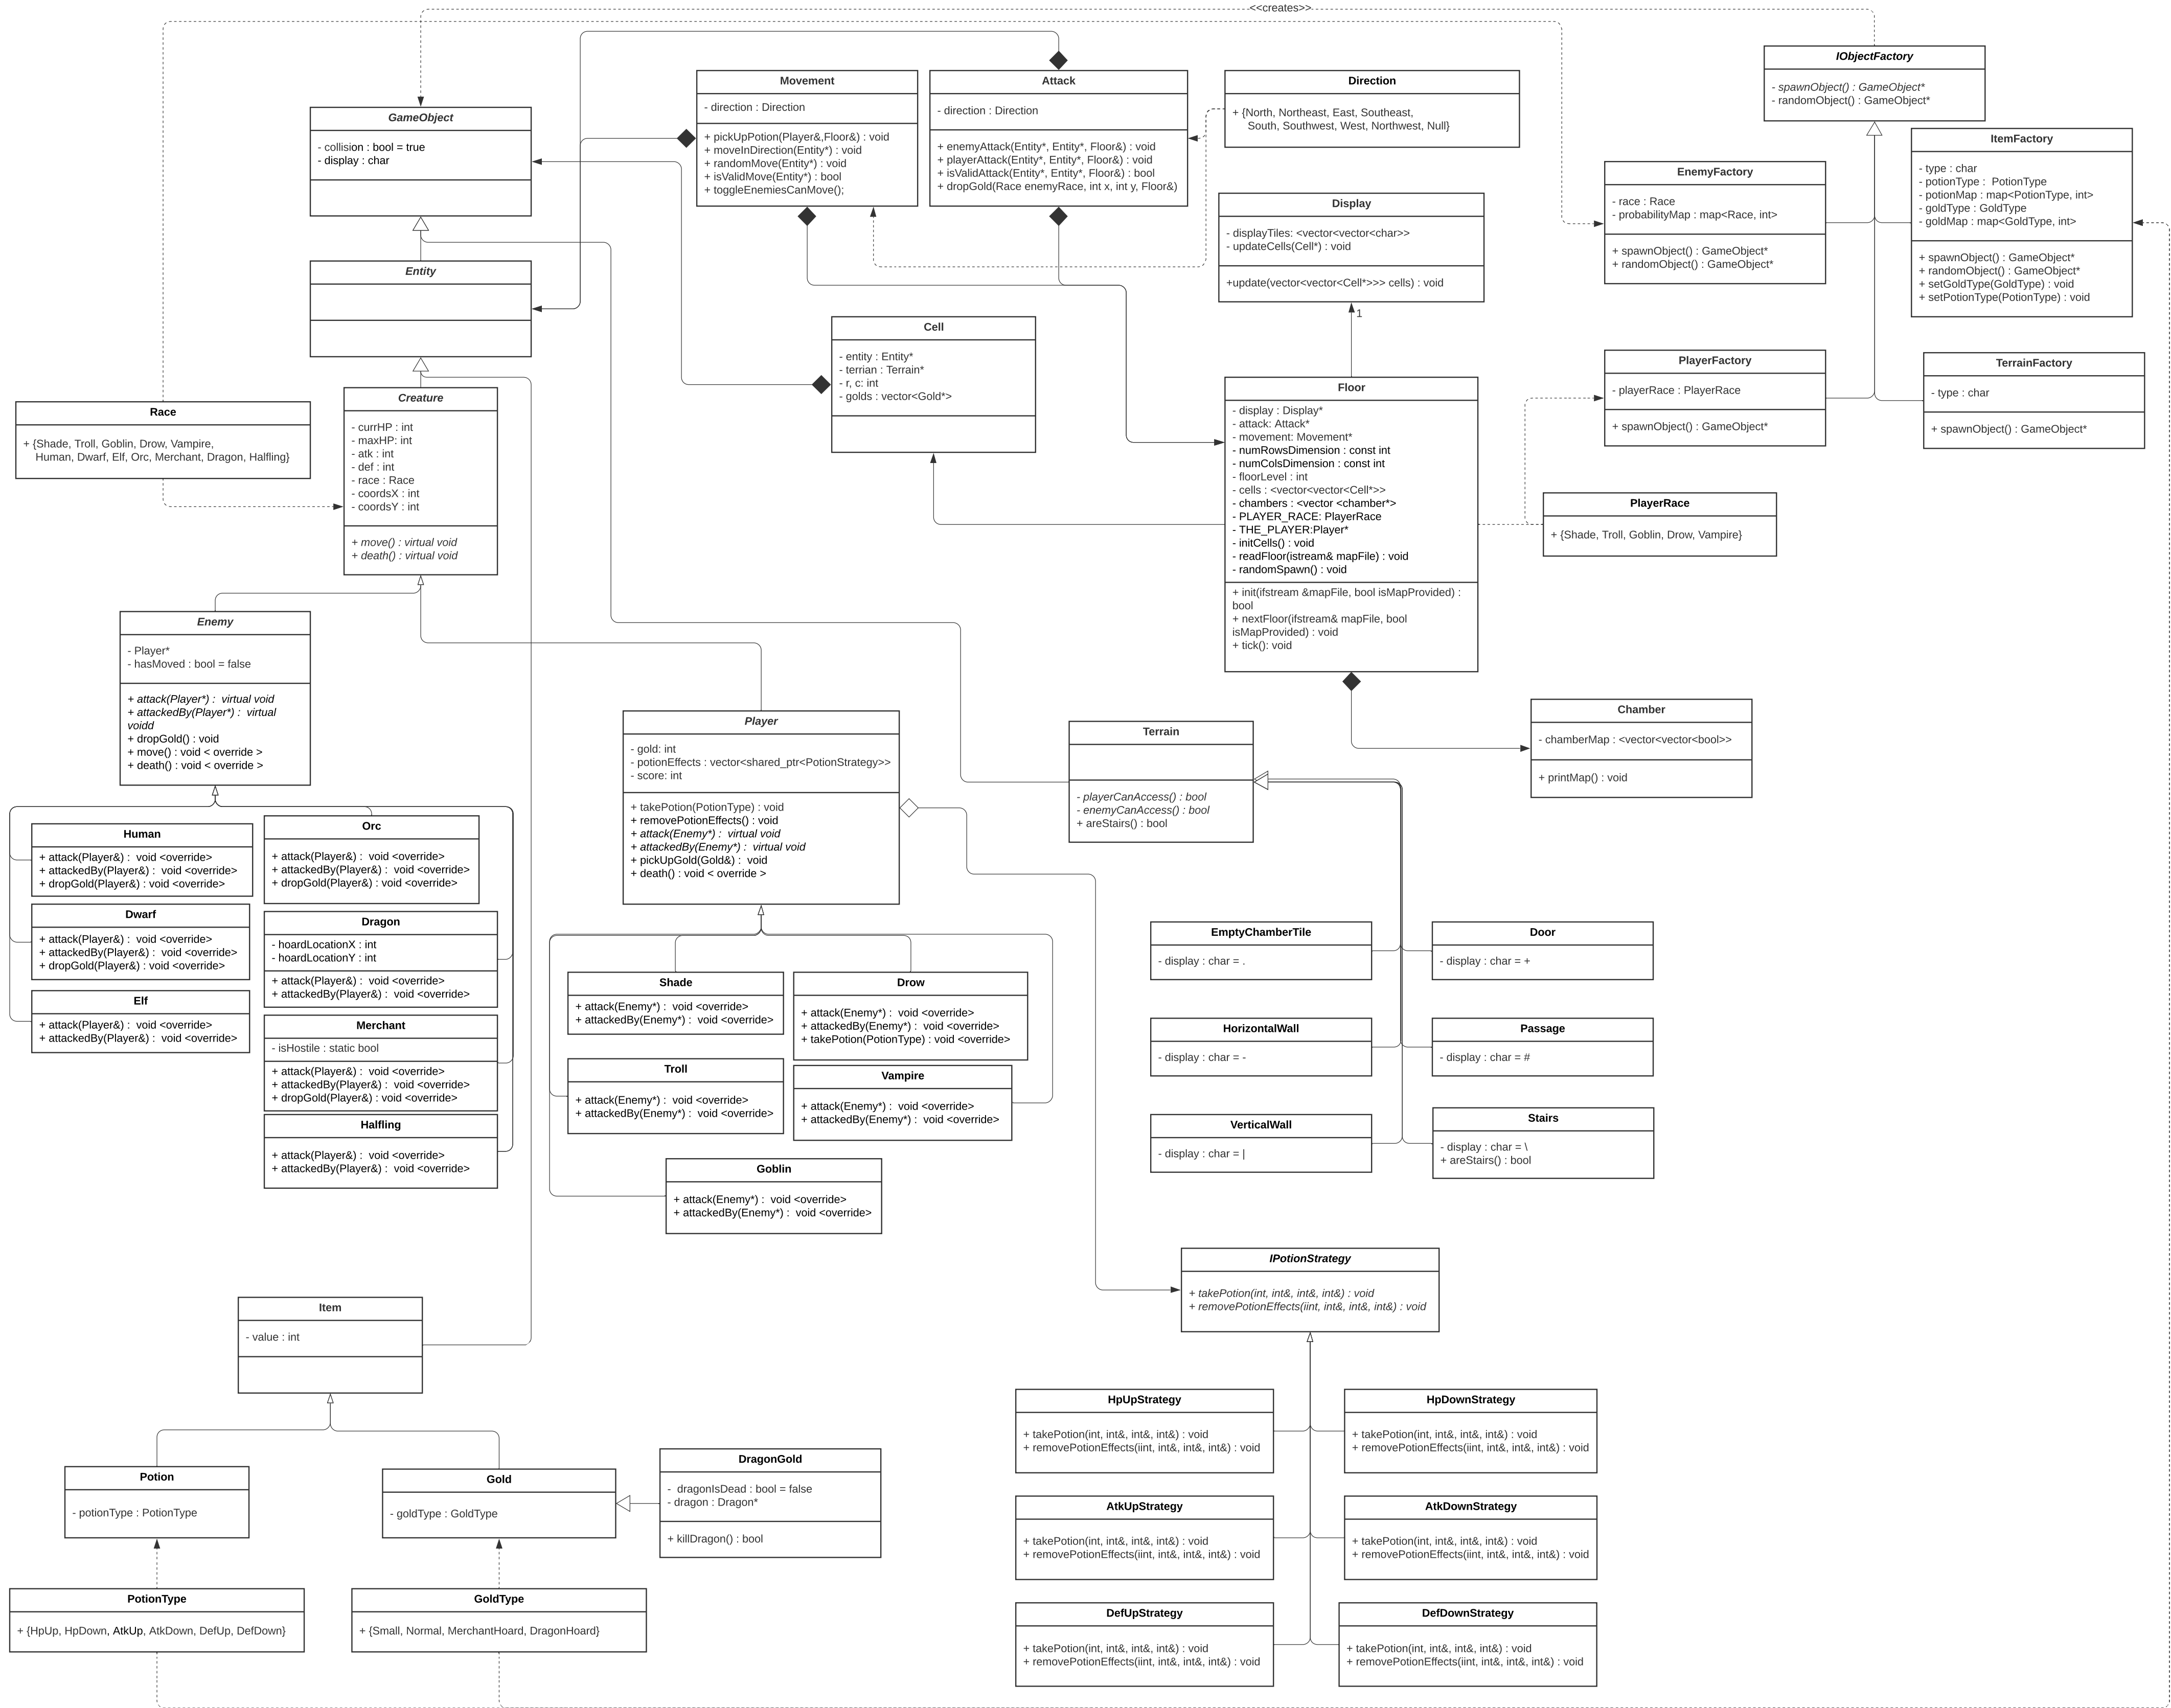 <<creates>>
IObjectFactory
- spawnObject() : GameObject*
- randomObject() : GameObject*
Movement
- direction : Direction
+ pickUpPotion(Player&,Floor&) : void
+ moveInDirection(Entity*) : void
+ randomMove(Entity*) : void
+ isValidMove(Entity*) : bool
+ toggleEnemiesCanMove();
Attack
- direction : Direction
+ enemyAttack(Entity*, Entity*, Floor&) : void
+ playerAttack(Entity*, Entity*, Floor&) : void
+ isValidAttack(Entity*, Entity*, Floor&) : bool
+ dropGold(Race enemyRace, int x, int y, Floor&)
Direction
+ {North, Northeast, East, Southeast,
South, Southwest, West, Northwest, Null}
GameObject
- collision : bool = true
- display : char
ItemFactory
- type : char
- potionType :  PotionType
- potionMap : map<PotionType, int>
- goldType : GoldType
- goldMap : map<GoldType, int>
+ spawnObject() : GameObject*
+ randomObject() : GameObject*
+ setGoldType(GoldType) : void
+ setPotionType(PotionType) : void
EnemyFactory
- race : Race
- probabilityMap : map<Race, int>
+ spawnObject() : GameObject*
+ randomObject() : GameObject*
Display
- displayTiles: <vector<vector<char>>
- updateCells(Cell*) : void
+update(vector<vector<Cell*>>> cells) : void
1
Entity
Cell
- entity : Entity*
- terrian : Terrain*
- r, c: int
- golds : vector<Gold*>
PlayerFactory
- playerRace : PlayerRace
+ spawnObject() : GameObject*
TerrainFactory
- type : char
+ spawnObject() : GameObject*
Floor
- display : Display*
- attack: Attack*
- movement: Movement*
- numRowsDimension : const int
- numColsDimension : const int
- floorLevel : int
- cells : <vector<vector<Cell*>>
- chambers : <vector <chamber*>
- PLAYER_RACE: PlayerRace
- THE_PLAYER:Player*
- initCells() : void
- readFloor(istream& mapFile) : void
- randomSpawn() : void
+ init(ifstream &mapFile, bool isMapProvided) :
bool
+ nextFloor(ifstream& mapFile, bool
isMapProvided) : void
+ tick(): void
Creature
- currHP : int
- maxHP: int
- atk : int
- def : int
- race : Race
- coordsX : int
- coordsY : int
+ move() : virtual void
+ death() : virtual void
Race
+ {Shade, Troll, Goblin, Drow, Vampire,
Human, Dwarf, Elf, Orc, Merchant, Dragon, Halfling}
PlayerRace
+ {Shade, Troll, Goblin, Drow, Vampire}
Enemy
- Player*
- hasMoved : bool = false
+ attack(Player*) :  virtual void
+ attackedBy(Player*) :  virtual
voidd
+ dropGold() : void
+ move() : void < override >
+ death() : void < override >
Player
- gold: int
- potionEffects : vector<shared_ptr<PotionStrategy>>
- score: int
+ takePotion(PotionType) : void
+ removePotionEffects() : void
+ attack(Enemy*) :  virtual void
+ attackedBy(Enemy*) :  virtual void
+ pickUpGold(Gold&) :  void
+ death() : void < override >
Terrain
- playerCanAccess() : bool
- enemyCanAccess() : bool
+ areStairs() : bool
Chamber
- chamberMap : <vector<vector<bool>>
+ printMap() : void
Human
+ attack(Player&) :  void <override>
+ attackedBy(Player&) :  void <override>
+ dropGold(Player&) : void <override>
Orc
+ attack(Player&) :  void <override>
+ attackedBy(Player&) :  void <override>
+ dropGold(Player&) : void <override>
Dwarf
+ attack(Player&) :  void <override>
+ attackedBy(Player&) :  void <override>
+ dropGold(Player&) : void <override>
Dragon
- hoardLocationX : int
- hoardLocationY : int
+ attack(Player&) :  void <override>
+ attackedBy(Player&) :  void <override>
Elf
+ attack(Player&) :  void <override>
+ attackedBy(Player&) :  void <override>
Merchant
- isHostile : static bool
+ attack(Player&) :  void <override>
+ attackedBy(Player&) :  void <override>
+ dropGold(Player&) : void <override>
Halfling
+ attack(Player&) :  void <override>
+ attackedBy(Player&) :  void <override>
Shade
+ attack(Enemy*) :  void <override>
+ attackedBy(Enemy*) :  void <override>
Drow
+ attack(Enemy*) :  void <override>
+ attackedBy(Enemy*) :  void <override>
+ takePotion(PotionType) : void <override>
Troll
+ attack(Enemy*) :  void <override>
+ attackedBy(Enemy*) :  void <override>
Vampire
+ attack(Enemy*) :  void <override>
+ attackedBy(Enemy*) :  void <override>
Goblin
+ attack(Enemy*) :  void <override>
+ attackedBy(Enemy*) :  void <override>
EmptyChamberTile
- display : char = .
Door
- display : char = +
HorizontalWall
- display : char = -
Passage
- display : char = #
VerticalWall
- display : char = |
Stairs
- display : char = \
+ areStairs() : bool
IPotionStrategy
+ takePotion(int, int&, int&, int&) : void
+ removePotionEffects(iint, int&, int&, int&) : void
Item
- value : int
HpUpStrategy
+ takePotion(int, int&, int&, int&) : void
+ removePotionEffects(iint, int&, int&, int&) : void
HpDownStrategy
+ takePotion(int, int&, int&, int&) : void
+ removePotionEffects(iint, int&, int&, int&) : void
AtkUpStrategy
+ takePotion(int, int&, int&, int&) : void
+ removePotionEffects(iint, int&, int&, int&) : void
AtkDownStrategy
+ takePotion(int, int&, int&, int&) : void
+ removePotionEffects(iint, int&, int&, int&) : void
DefUpStrategy
+ takePotion(int, int&, int&, int&) : void
+ removePotionEffects(iint, int&, int&, int&) : void
DefDownStrategy
+ takePotion(int, int&, int&, int&) : void
+ removePotionEffects(iint, int&, int&, int&) : void
Potion
- potionType : PotionType
Gold
- goldType : GoldType
DragonGold
-  dragonIsDead : bool = false
- dragon : Dragon*
+ killDragon() : bool
PotionType
+ {HpUp, HpDown, AtkUp, AtkDown, DefUp, DefDown}
GoldType
+ {Small, Normal, MerchantHoard, DragonHoard}